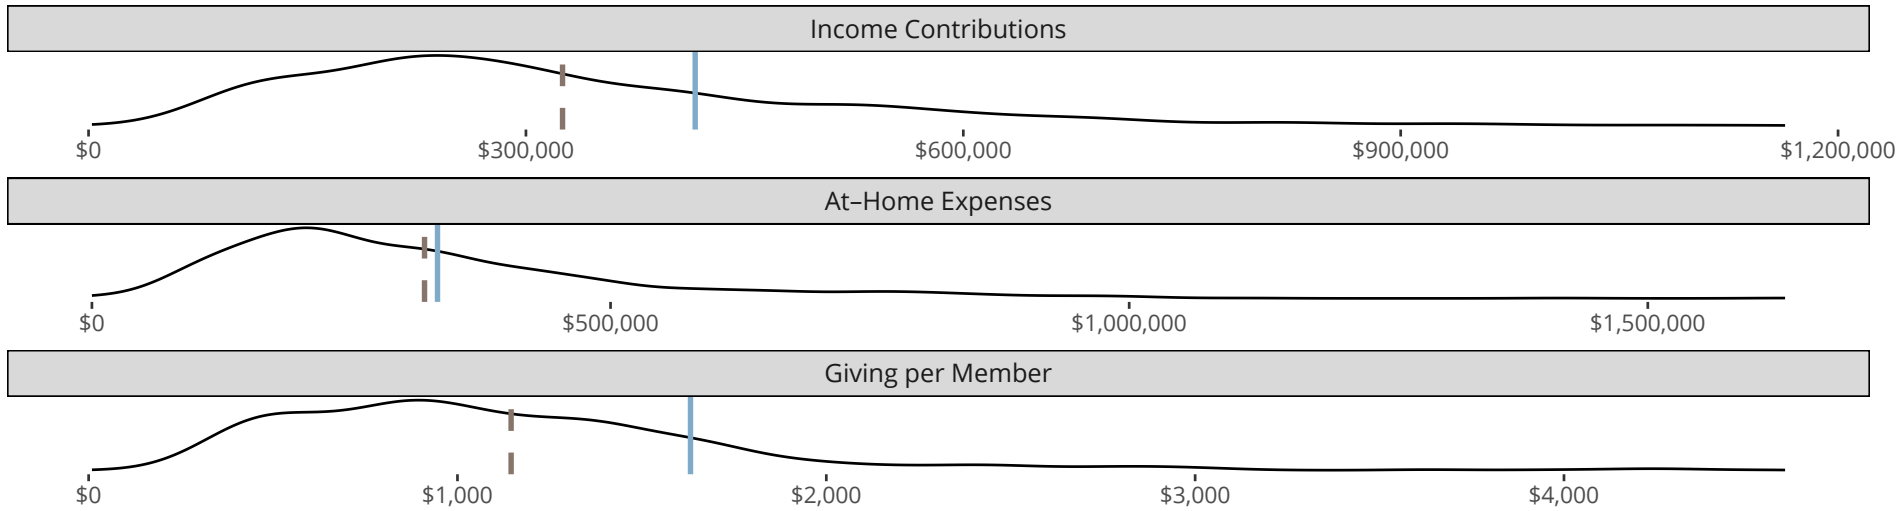 Income Contributions
$0 $300,000 $600,000 $900,000 $1,200,000
At–Home Expenses
$0 $500,000 $1,000,000 $1,500,000
Giving per Member
$0 $1,000 $2,000 $3,000 $4,000